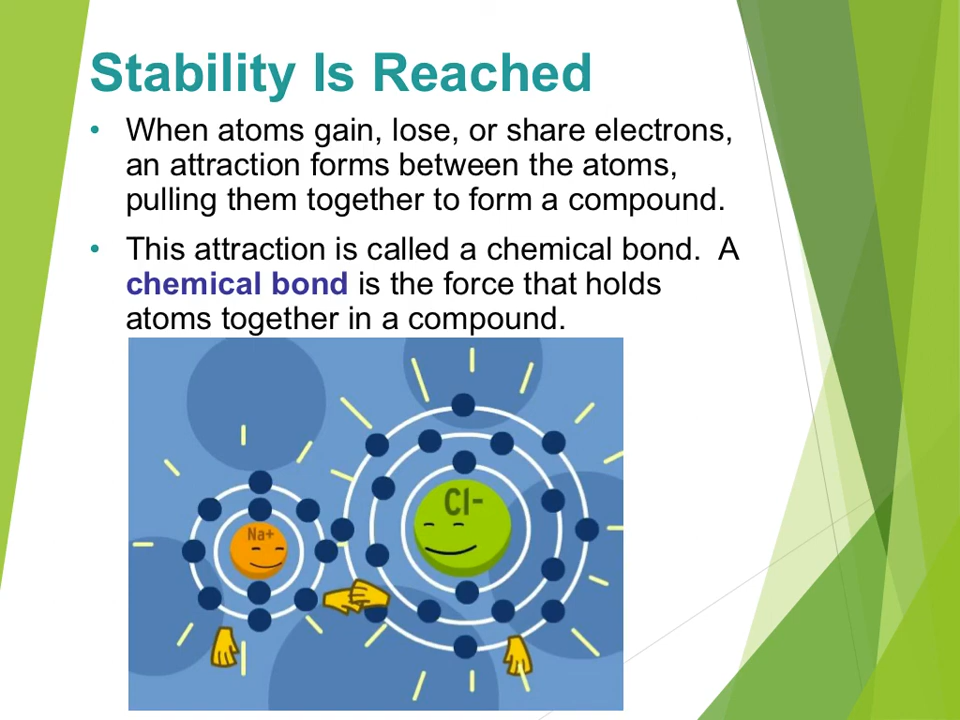 Stability Is Reached
• When atoms gain, lose, or share electrons,
an attraction forms between the atoms,
pulling them together to form a compound.
• This attraction is called a chemical bond.  A
chemical bond is the force that holds
atoms together in a compound.
Cl-
Na+